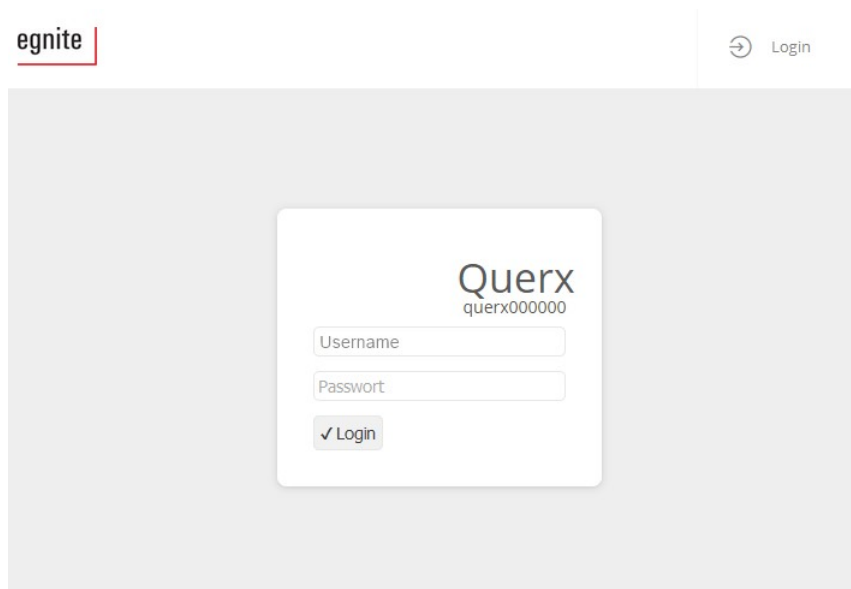 egnite
Login
Querx
querx000000
Username
Passwort
✓ Login